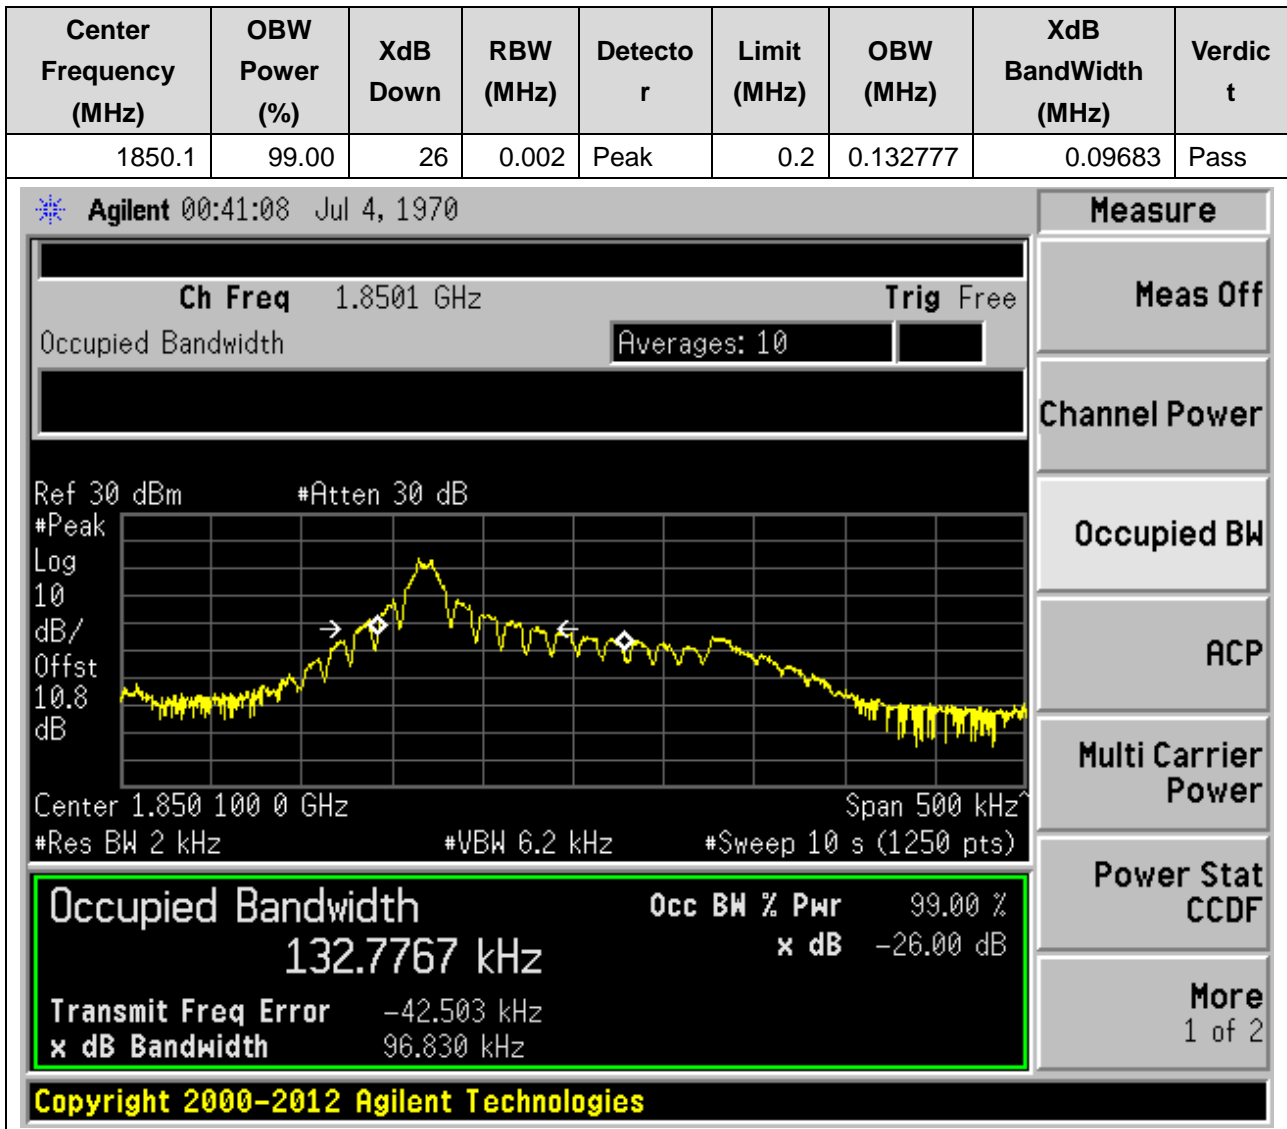 Center Frequency (MHz) OBW Power (%) XdB Down RBW (MHz) Detector Limit (MHz) OBW (MHz) XdB BandWidth (MHz) Verdict
1850.1 99.00 26 0.002 Peak 0.2 0.132777 0.09683 Pass
Agilent 00:41:08 Jul 4, 1970 Measure
Ch Freq 1.8501 GHz Trig Free
Meas Off
Occupied Bandwidth Averages: 10
Channel Power
Ref 30 dBm #Atten 30 dB
#Peak
Log
10
dB/
Offst
10.8
dB
Occupied BW
ACP
Multi Carrier
Power
Center 1.850 100 0 GHz Span 500 kHz^
#Res BW 2 kHz #VBW 6.2 kHz #Sweep 10 s (1250 pts)
Power Stat
CCDF
Occupied Bandwidth Occ BW % Pwr 99.00 %
132.7767 kHz x dB -26.00 dB
Transmit Freq Error -42.503 kHz
x dB Bandwidth 96.830 kHz
More
1 of 2
Copyright 2000-2012 Agilent Technologies